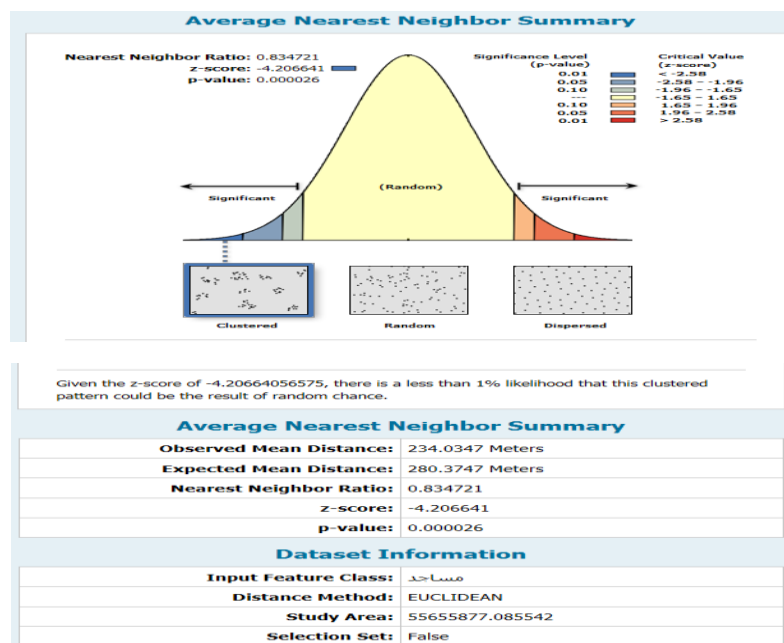 Average Nearest Neighbor Summary
Nearest Neighbor Ratio: 0.834721
z-score: -4.206641
p-value: 0.000026
Significance Level (p-value) Critical Value (z-score)
0.01 < -2.58
0.05 -2.58 - -1.96
0.10 -1.96 - -1.65
--- -1.65 - 1.65
0.10 1.65 - 1.96
0.05 1.96 - 2.58
0.01 > 2.58
(Random)
Significant Significant
Clustered Random Dispersed
Given the z-score of -4.20664056575, there is a less than 1% likelihood that this clustered
pattern could be the result of random chance.
Average Nearest Neighbor Summary
Observed Mean Distance: 234.0347 Meters
Expected Mean Distance: 280.3747 Meters
Nearest Neighbor Ratio: 0.834721
z-score: -4.206641
p-value: 0.000026
Dataset Information
Input Feature Class: مساجد
Distance Method: EUCLIDEAN
Study Area: 55655877.085542
Selection Set: False